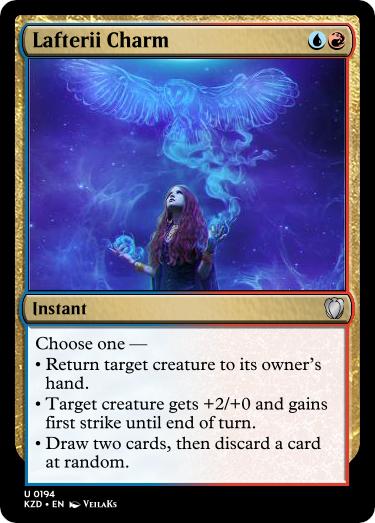 Lafterii Charm
Instant
Choose one —
• Return target creature to its owner's
hand.
• Target creature gets +2/+0 and gains
first strike until end of turn.
• Draw two cards, then discard a card
at random.
U 0194
KZD • EN VeilaKs